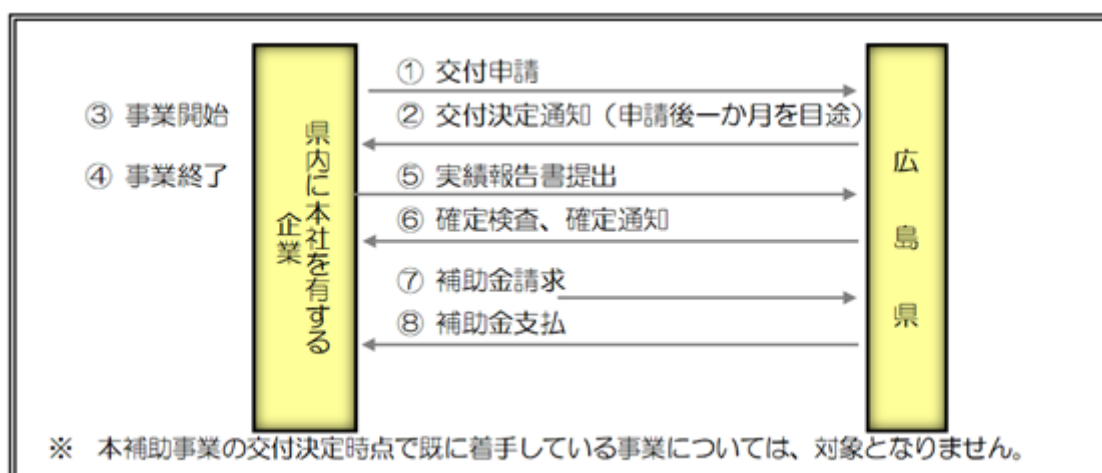 ① 交付申請
③ 事業開始
② 交付決定通知（申請後一か月を目途）
④ 事業終了
⑤ 実績報告書提出
⑥ 確定検査、確定通知
⑦ 補助金請求
⑧ 補助金支払
県内に本社を有する
企業
広島県
※ 本補助事業の交付決定時点で既に着手している事業については、対象となりません。